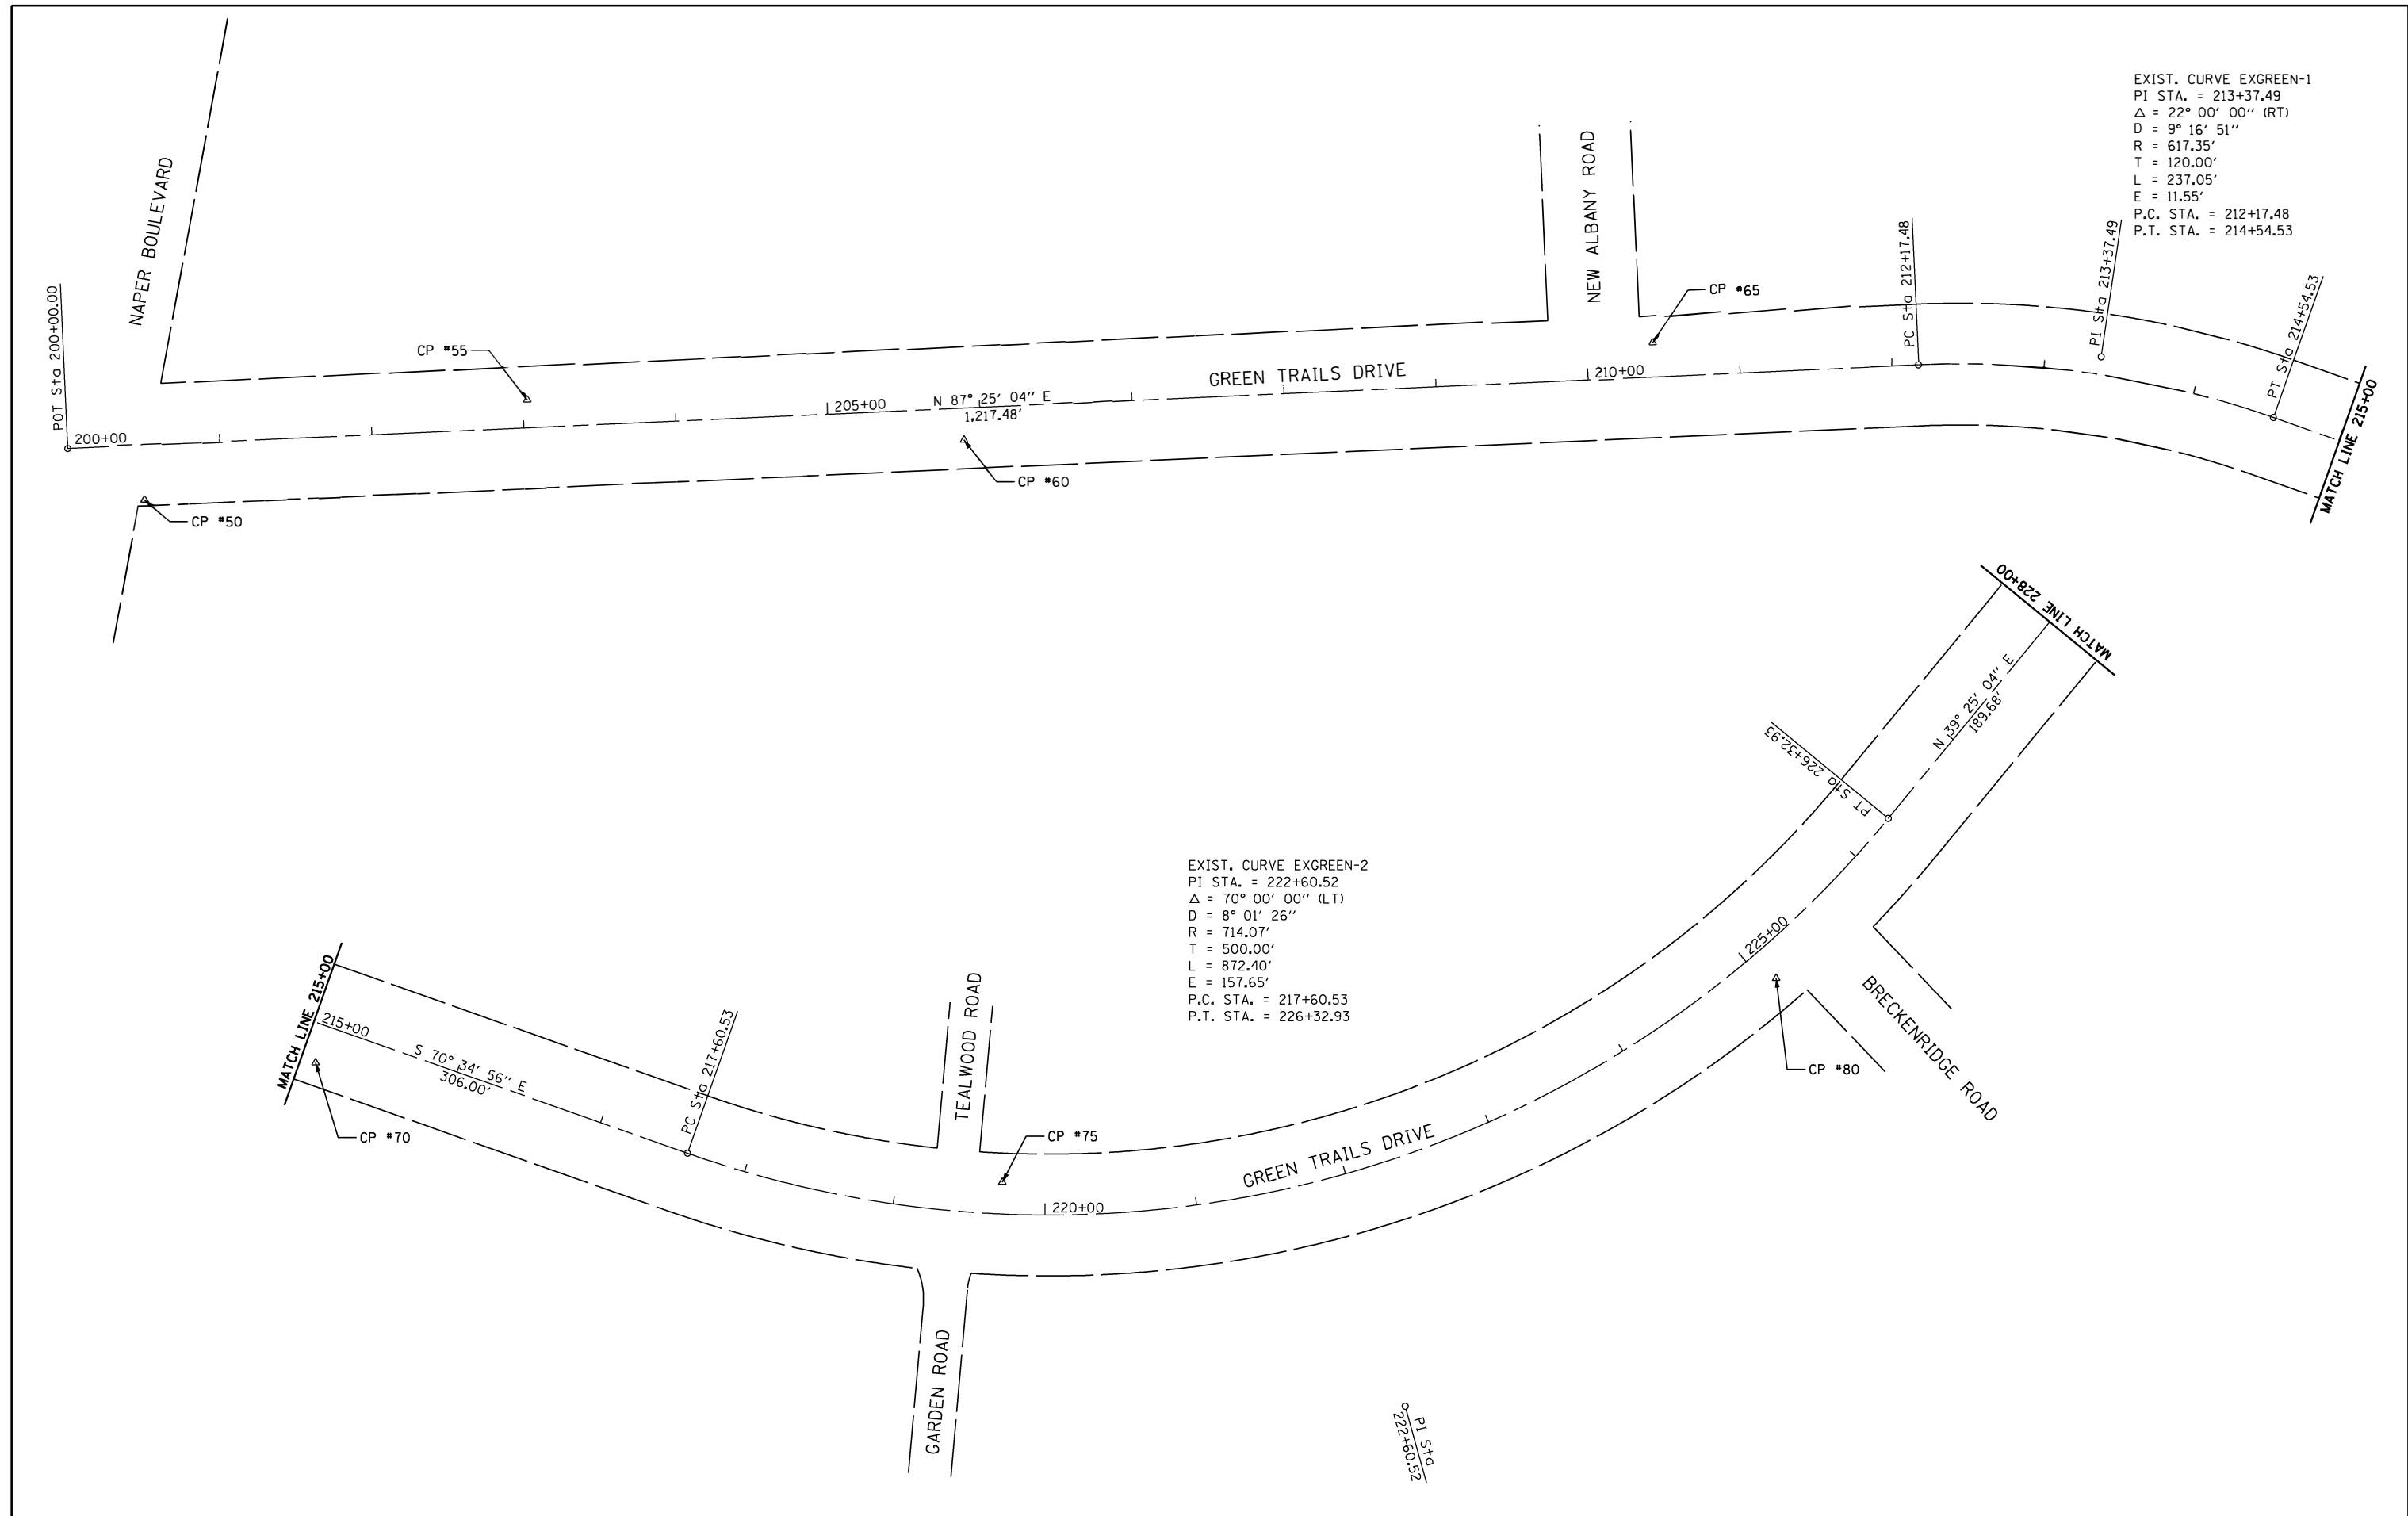 EXIST. CURVE EXGREEN-1
PI STA. = 213+37.49
Δ = 22° 00' 00'' (RT)
D = 9° 16' 51''
R = 617.35'
T = 120.00'
L = 237.05'
E = 11.55'
P.C. STA. = 212+17.48
P.T. STA. = 214+54.53
NAPER BOULEVARD
NEW ALBANY ROAD
POT Sta 200+00.00
PC Sta 212+17.48
PI Sta 213+37.49
PT Sta 214+54.53
CP #65
CP #55
GREEN TRAILS DRIVE
210+00
205+00
N 87° 25' 04'' E
1,217.48'
200+00
MATCH LINE 215+00
CP #60
CP #50
MATCH LINE 228+00
N 39° 25' 04'' E
189.68'
PT Sta 226+32.93
EXIST. CURVE EXGREEN-2
PI STA. = 222+60.52
Δ = 70° 00' 00'' (LT)
D = 8° 01' 26''
R = 714.07'
T = 500.00'
L = 872.40'
E = 157.65'
P.C. STA. = 217+60.53
P.T. STA. = 226+32.93
225+00
BRECKENRIDGE ROAD
CP #80
MATCH LINE 215+00
215+00
S 70° 34' 56'' E
306.00'
PC Sta 217+60.53
TEALWOOD ROAD
CP #70
CP #75
GREEN TRAILS DRIVE
220+00
GARDEN ROAD
PI Sta
222+60.52